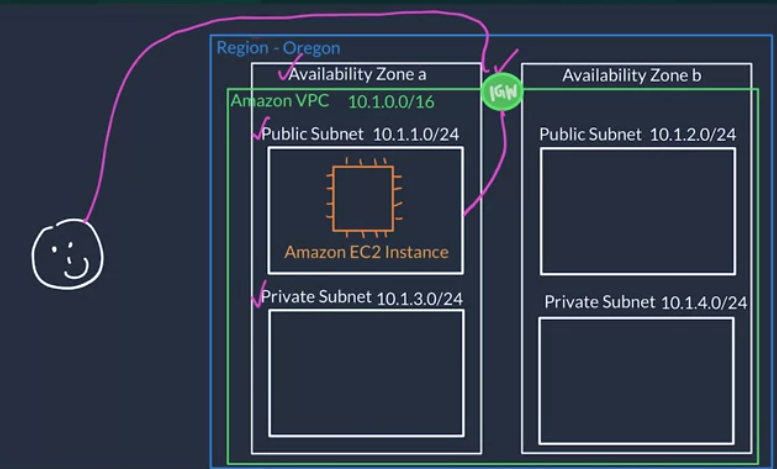 Region - Oregon
Availability Zone a
Availability Zone b
IGW
Amazon VPC 10.1.0.0/16
Public Subnet 10.1.1.0/24
Public Subnet 10.1.2.0/24
Amazon EC2 Instance
Private Subnet 10.1.3.0/24
Private Subnet 10.1.4.0/24